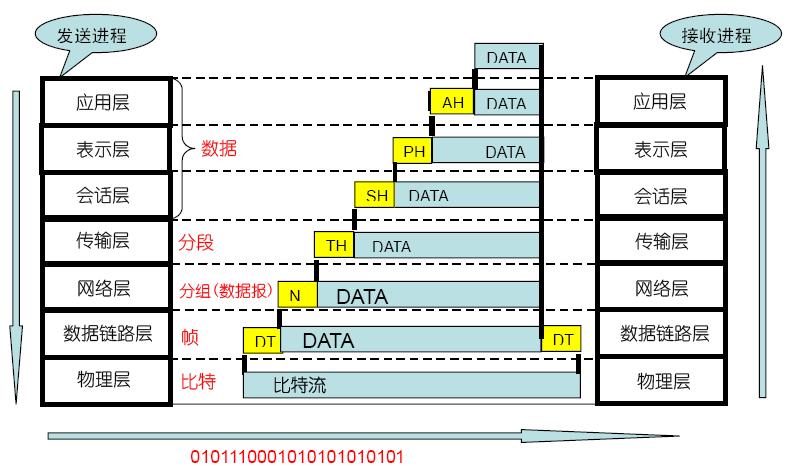 发送进程
接收进程
DATA
应用层
AH
DATA
应用层
表示层
数据
PH
DATA
表示层
会话层
SH
DATA
会话层
传输层
分段
TH
DATA
传输层
网络层
分组(数据报)
N
DATA
网络层
数据链路层
帧
DT
DATA
DT
数据链路层
物理层
比特
比特流
物理层
0101110001010101010101